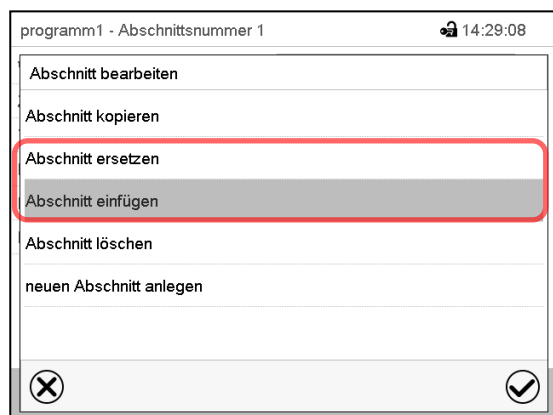 programm1 - Abschnittsnummer 1 14:29:08
Abschnitt bearbeiten
Abschnitt kopieren
Abschnitt ersetzen
Abschnitt einfügen
Abschnitt löschen
neuen Abschnitt anlegen